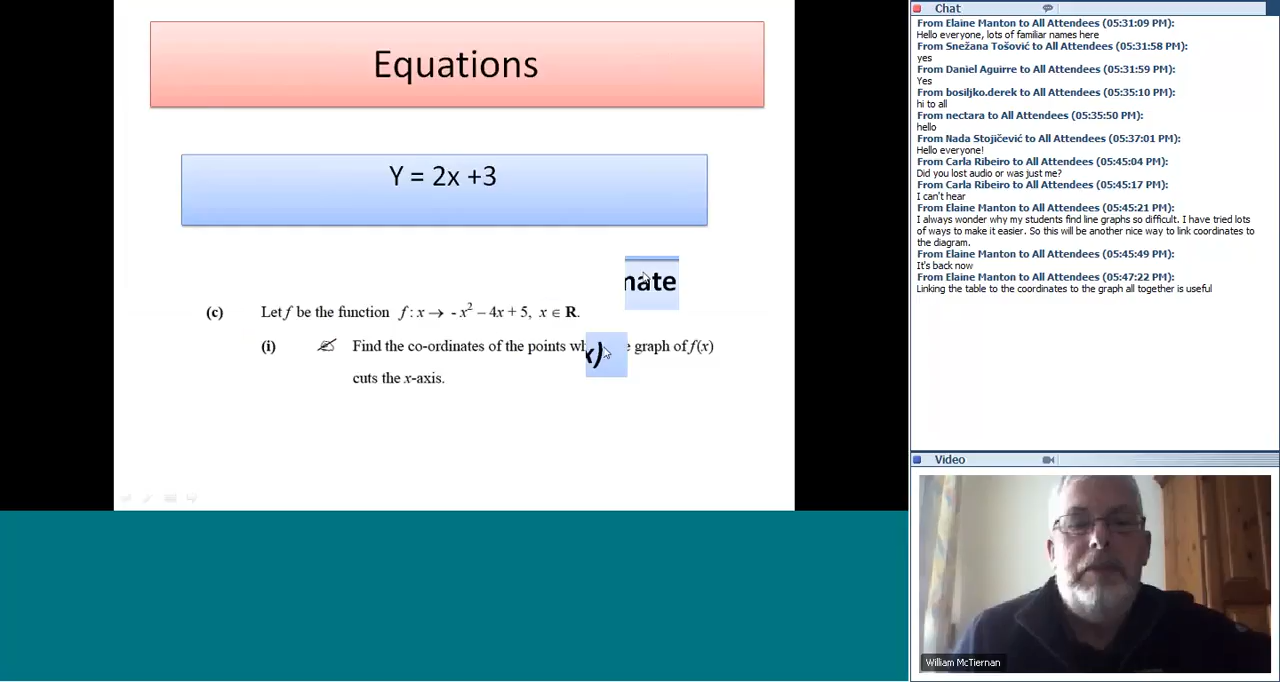 Equations
Y = 2x +3
nate
(c) Let f be the function f : x → - x² – 4x + 5, x ∈ R.
(i) Find the co-ordinates of the points graph of f(x)
x)
cuts the x-axis.
Chat
From Elaine Manton to All Attendees (05:31:09 PM):
Hello everyone, lots of familiar names here
From Snežana Tošović to All Attendees (05:31:58 PM):
yes
From Daniel Aguirre to All Attendees (05:31:59 PM):
Yes
From bosiljko.derek to All Attendees (05:35:10 PM):
hi to all
From nectara to All Attendees (05:35:50 PM):
hello
From Nada Stojičević to All Attendees (05:37:01 PM):
Hello everyone!
From Carla Ribeiro to All Attendees (05:45:04 PM):
Did you lost audio or was just me?
From Carla Ribeiro to All Attendees (05:45:17 PM):
I can't hear
From Elaine Manton to All Attendees (05:45:21 PM):
I always wonder why my students find line graphs so difficult. I have tried lots
of ways to make it easier. So this will be another nice way to link coordinates to
the diagram.
From Elaine Manton to All Attendees (05:45:49 PM):
It's back now
From Elaine Manton to All Attendees (05:47:22 PM):
Linking the table to the coordinates to the graph all together is useful
Video
William McTiernan